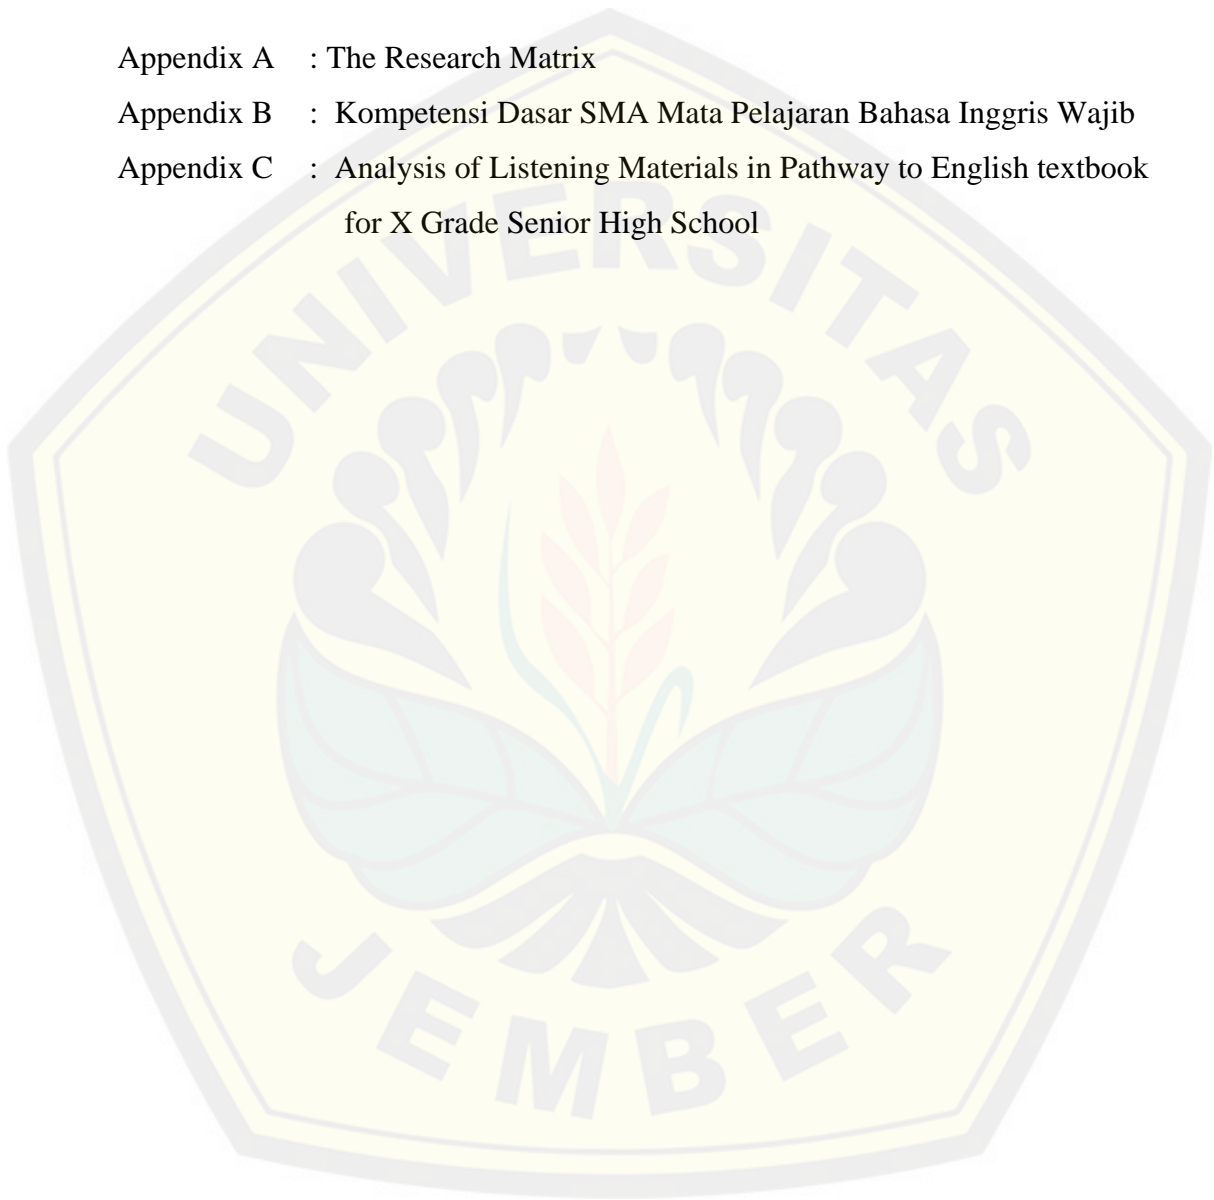 Appendix A : The Research Matrix
Appendix B : Kompetensi Dasar SMA Mata Pelajaran Bahasa Inggris Wajib
Appendix C : Analysis of Listening Materials in Pathway to English textbook
for X Grade Senior High School
UNIVERSITAS
JEMBER